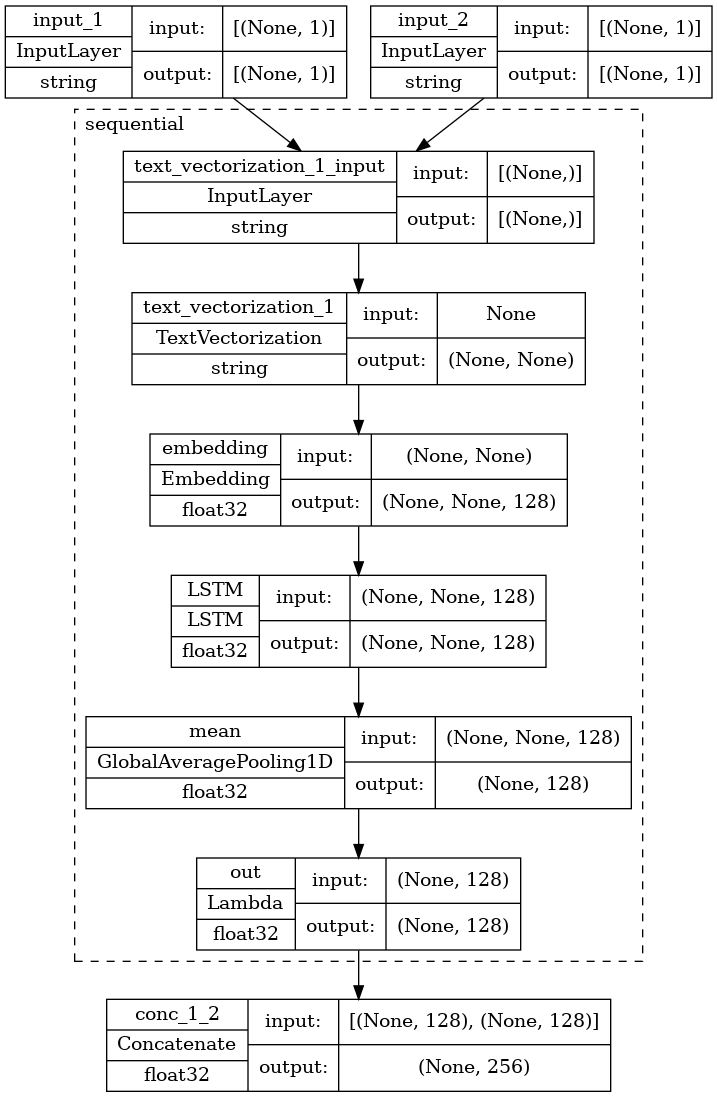 input_1
InputLayer
string
input:
[(None, 1)]
output:
[(None, 1)]
input_2
InputLayer
string
input:
[(None, 1)]
output:
[(None, 1)]
sequential
text_vectorization_1_input
InputLayer
string
input:
[(None,)]
output:
[(None,)]
text_vectorization_1
TextVectorization
string
input:
None
output:
(None, None)
embedding
Embedding
float32
input:
(None, None)
output:
(None, None, 128)
LSTM
LSTM
float32
input:
(None, None, 128)
output:
(None, None, 128)
mean
GlobalAveragePooling1D
float32
input:
(None, None, 128)
output:
(None, 128)
out
Lambda
float32
input:
(None, 128)
output:
(None, 128)
conc_1_2
Concatenate
float32
input:
[(None, 128), (None, 128)]
output:
(None, 256)